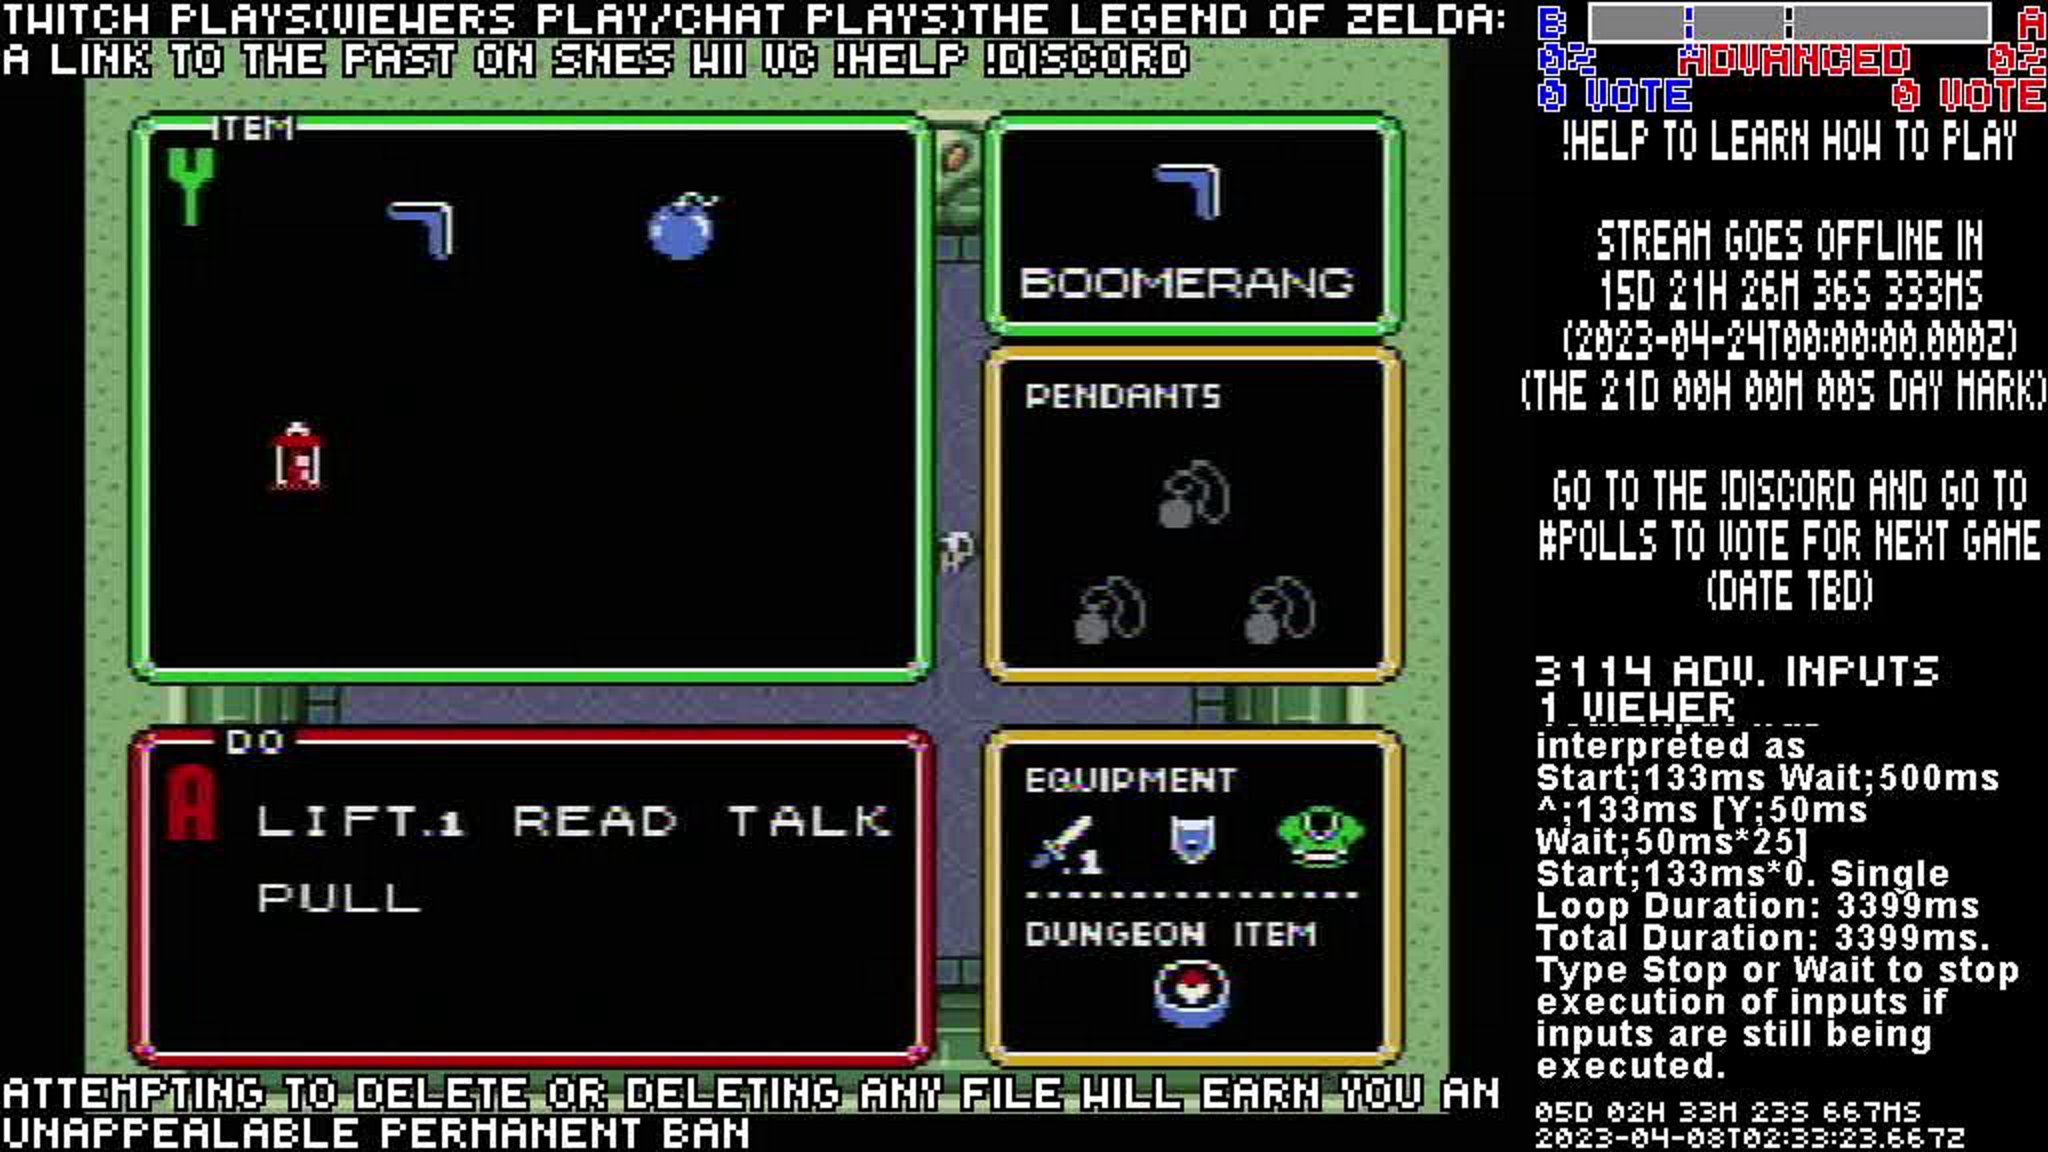 TWITCH PLAYS(VIEWERS PLAY/CHAT PLAYS)THE LEGEND OF ZELDA:
A LINK TO THE PAST ON SNES WII VC !HELP !DISCORD
B
A
0%
ADVANCED
0%
0 VOTE
0 VOTE
!HELP TO LEARN HOW TO PLAY
STREAM GOES OFFLINE IN
15D 21H 26M 36S 333MS
(2023-04-24T00:00:00.000Z)
(THE 21D 00H 00M 00S DAY MARK)
GO TO THE !DISCORD AND GO TO
#POLLS TO VOTE FOR NEXT GAME
(DATE TBD)
3114 ADV. INPUTS
1 VIEWER
interpreted as
Start;133ms Wait;500ms
^;133ms [Y;50ms
Wait;50ms*25]
Start;133ms*0. Single
Loop Duration: 3399ms
Total Duration: 3399ms.
Type Stop or Wait to stop
execution of inputs if
inputs are still being
executed.
05D 02H 33M 23S 667MS
2023-04-08T02:33:23.667Z
ITEM
Y
BOOMERANG
PENDANTS
DO
A
LIFT.1 READ TALK
PULL
EQUIPMENT
.1
DUNGEON ITEM
ATTEMPTING TO DELETE OR DELETING ANY FILE WILL EARN YOU AN
UNAPPEALABLE PERMANENT BAN